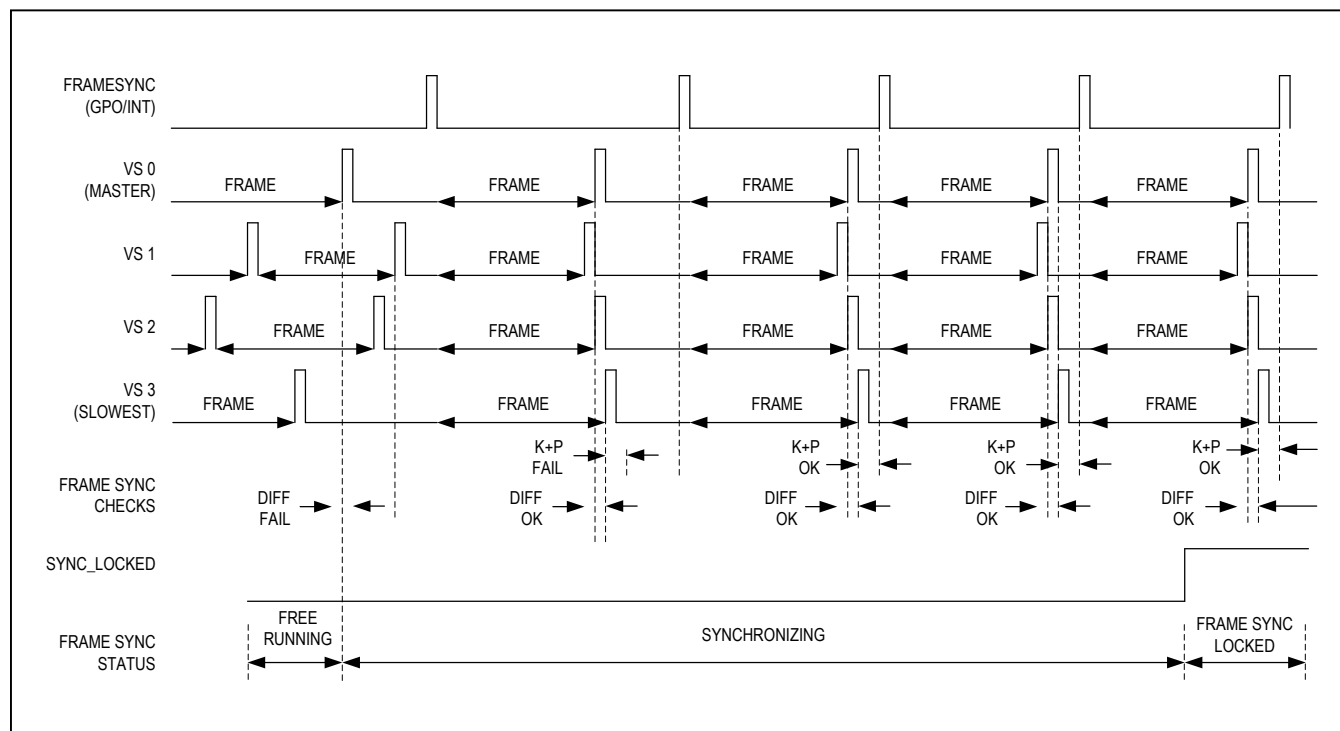 FRAMESYNC
(GPO/INT)
VS 0
(MASTER)
FRAME FRAME FRAME FRAME FRAME
VS 1
FRAME FRAME FRAME FRAME FRAME
VS 2
FRAME FRAME FRAME FRAME FRAME
VS 3
(SLOWEST)
FRAME FRAME FRAME FRAME FRAME
K+P
FAIL
K+P
OK
K+P
OK
K+P
OK
FRAME SYNC
CHECKS
DIFF
FAIL
DIFF
OK
DIFF
OK
DIFF
OK
DIFF
OK
SYNC_LOCKED
FREE
RUNNING
SYNCHRONIZING
FRAME SYNC
LOCKED
FRAME SYNC
STATUS